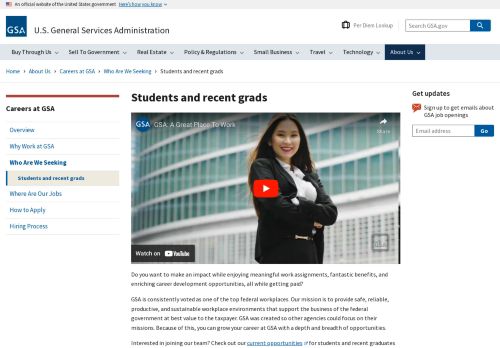 An official website of the United States government Here's how you know
GSA U.S. General Services Administration
Per Diem Lookup
Search GSA.gov
Buy Through Us Sell To Government Real Estate Policy & Regulations Small Business Travel Technology About Us
Home About Us Careers at GSA Who Are We Seeking Students and recent grads
Careers at GSA
Overview
Why Work at GSA
Who Are We Seeking
Students and recent grads
Where Are Our Jobs
How to Apply
Hiring Process
Students and recent grads
GSA GSA: A Great Place To Work
Share
GSA
Watch on YouTube
Do you want to make an impact while enjoying meaningful work assignments, fantastic benefits, and
enriching career development opportunities, all while getting paid?
GSA is consistently voted as one of the top federal workplaces. Our mission is to provide safe, reliable,
productive, and sustainable workplace environments that support the business of the federal
government at best value to the taxpayer. GSA was created so other agencies could focus on their
missions. Because of this, you can grow your career at GSA with a depth and breadth of opportunities.
Interested in joining our team? Check out our current opportunities for students and recent graduates
Get updates
Sign up to get emails about
GSA job openings
Email address
Go